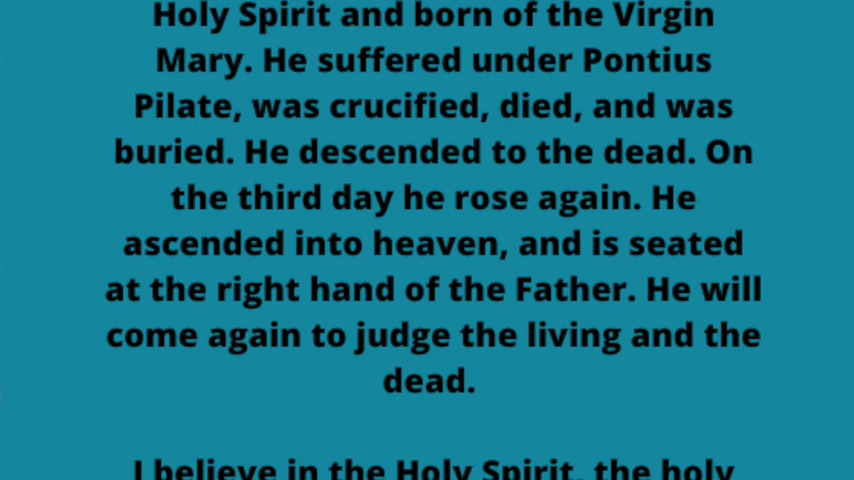 Holy Spirit and born of the Virgin
Mary. He suffered under Pontius
Pilate, was crucified, died, and was
buried. He descended to the dead. On
the third day he rose again. He
ascended into heaven, and is seated
at the right hand of the Father. He will
come again to judge the living and the
dead.
I believe in the Holy Spirit, the holy